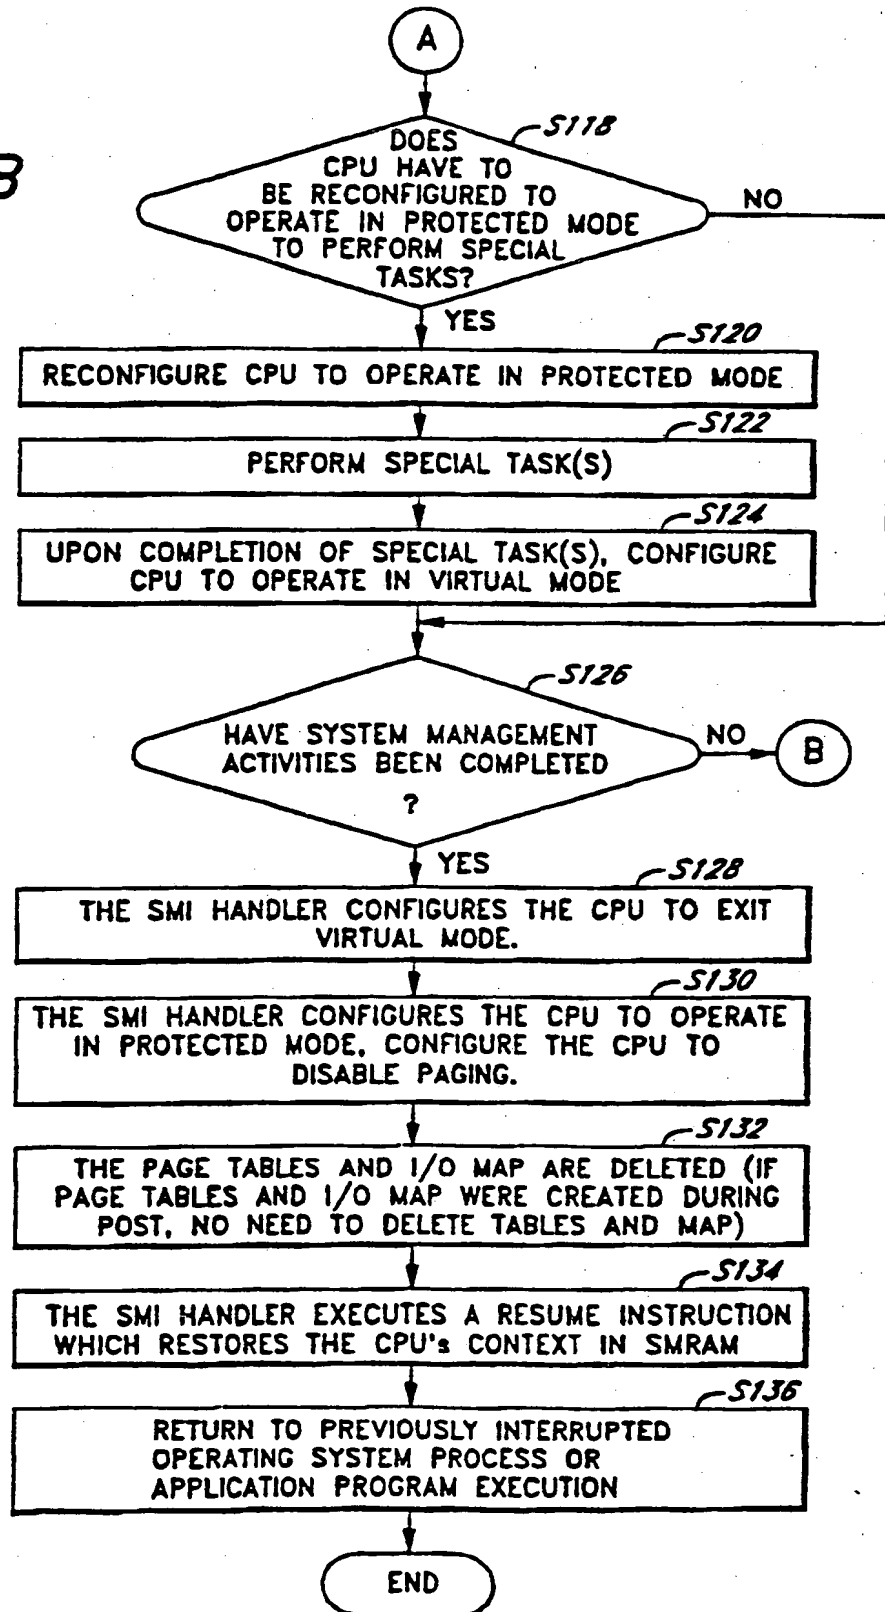 A
S118
DOES
CPU HAVE TO
BE RECONFIGURED TO
OPERATE IN PROTECTED MODE
TO PERFORM SPECIAL
TASKS?
NO
B
YES
S120
RECONFIGURE CPU TO OPERATE IN PROTECTED MODE
S122
PERFORM SPECIAL TASK(S)
S124
UPON COMPLETION OF SPECIAL TASK(S), CONFIGURE
CPU TO OPERATE IN VIRTUAL MODE
S126
HAVE SYSTEM MANAGEMENT
ACTIVITIES BEEN COMPLETED
?
NO
B
YES
S128
THE SMI HANDLER CONFIGURES THE CPU TO EXIT
VIRTUAL MODE.
S130
THE SMI HANDLER CONFIGURES THE CPU TO OPERATE
IN PROTECTED MODE, CONFIGURE THE CPU TO
DISABLE PAGING.
S132
THE PAGE TABLES AND I/O MAP ARE DELETED (IF
PAGE TABLES AND I/O MAP WERE CREATED DURING
POST, NO NEED TO DELETE TABLES AND MAP)
S134
THE SMI HANDLER EXECUTES A RESUME INSTRUCTION
WHICH RESTORES THE CPU's CONTEXT IN SMRAM
S136
RETURN TO PREVIOUSLY INTERRUPTED
OPERATING SYSTEM PROCESS OR
APPLICATION PROGRAM EXECUTION
END